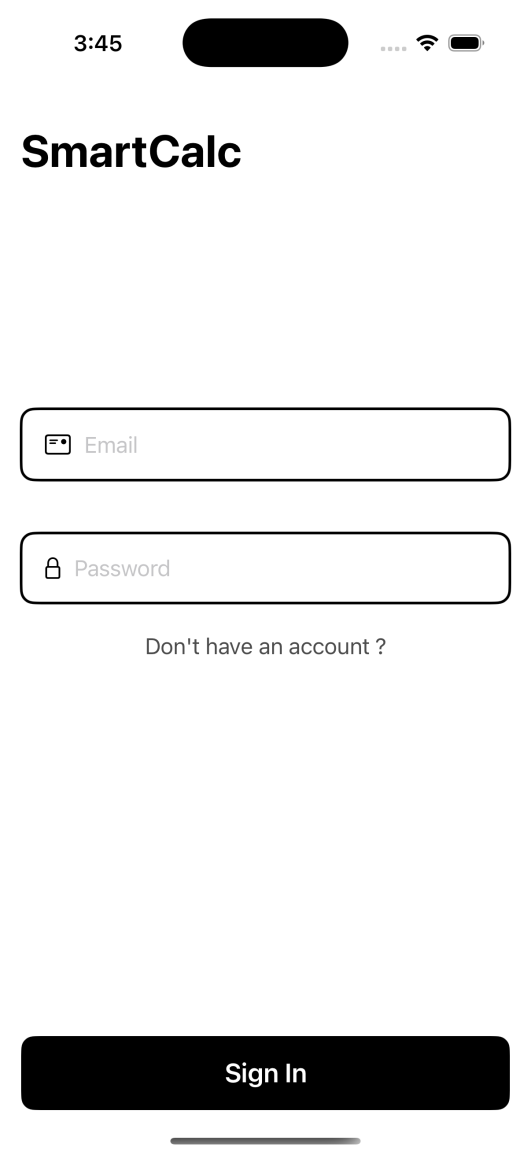 3:45
SmartCalc
Email
Password
Don't have an account ?
Sign In